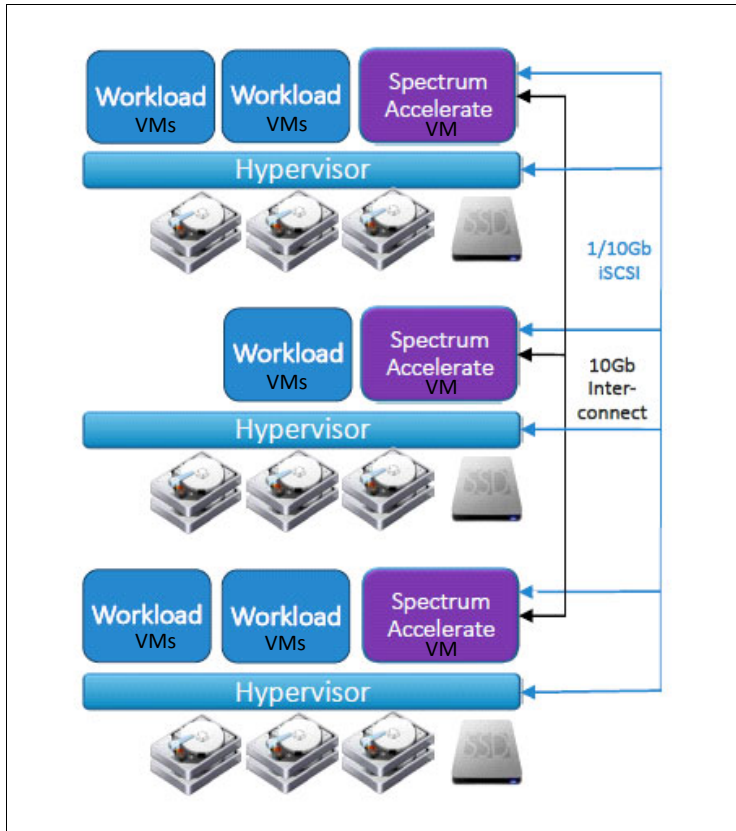 Workload
VMs
Workload
VMs
Spectrum
Accelerate
VM
Hypervisor
SSD
1/10Gb
iSCSI
Workload
VMs
Spectrum
Accelerate
VM
10Gb
Inter-
connect
Hypervisor
SSD
Workload
VMs
Workload
VMs
Spectrum
Accelerate
VM
Hypervisor
SSD